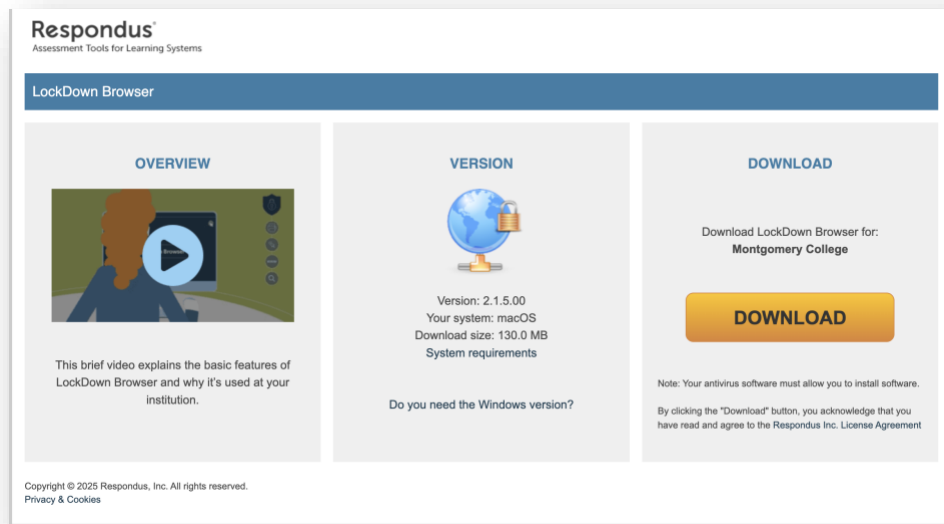 Respondus®
Assessment Tools for Learning Systems
LockDown Browser
OVERVIEW
This brief video explains the basic features of
LockDown Browser and why it's used at your
institution.
VERSION
Version: 2.1.5.00
Your system: macOS
Download size: 130.0 MB
System requirements
Do you need the Windows version?
DOWNLOAD
Download LockDown Browser for:
Montgomery College
DOWNLOAD
Note: Your antivirus software must allow you to install software.
By clicking the "Download" button, you acknowledge that you
have read and agree to the Respondus Inc. License Agreement
Copyright © 2025 Respondus, Inc. All rights reserved.
Privacy & Cookies